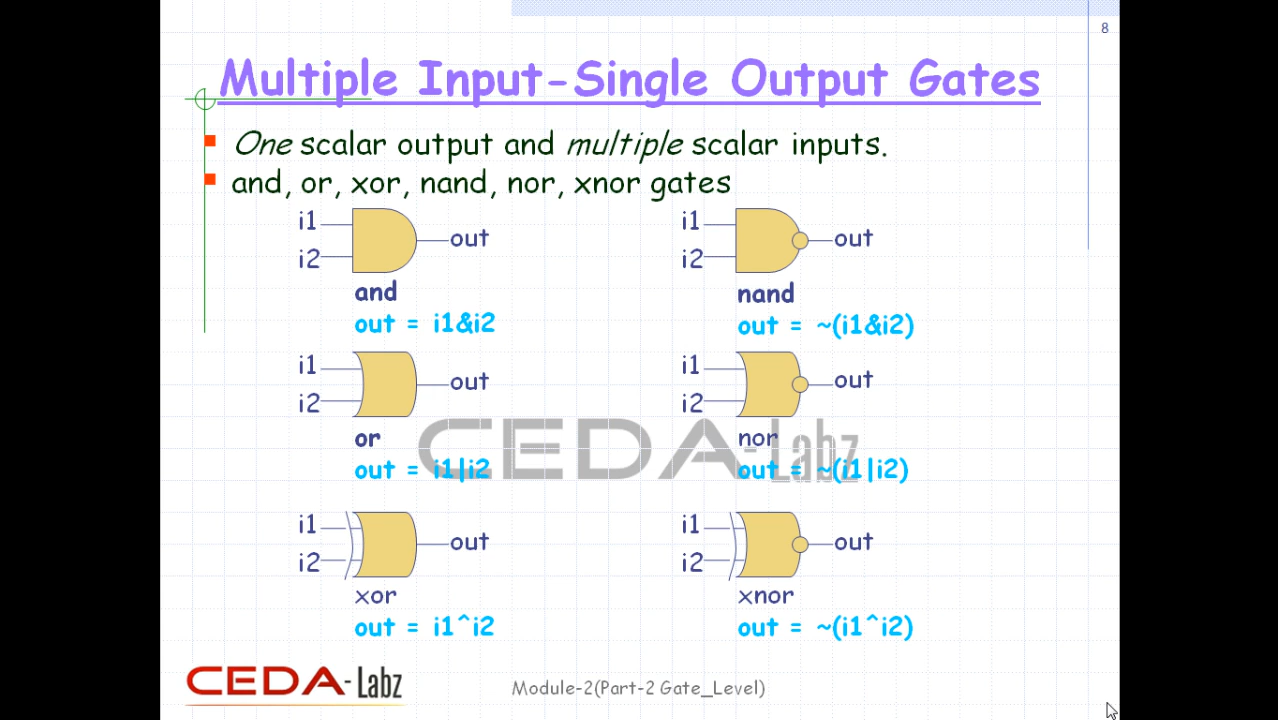 8
Multiple Input-Single Output Gates
One scalar output and multiple scalar inputs.
and, or, xor, nand, nor, xnor gates
i1
i2
out
and
out = i1&i2
i1
i2
out
nand
out = ~(i1&i2)
i1
i2
out
or
out = i1|i2
i1
i2
out
nor
out = ~(i1|i2)
CEDA-Labz
i1
i2
out
xor
out = i1^i2
i1
i2
out
xnor
out = ~(i1^i2)
CEDA-Labz
Module-2(Part-2 Gate_Level)